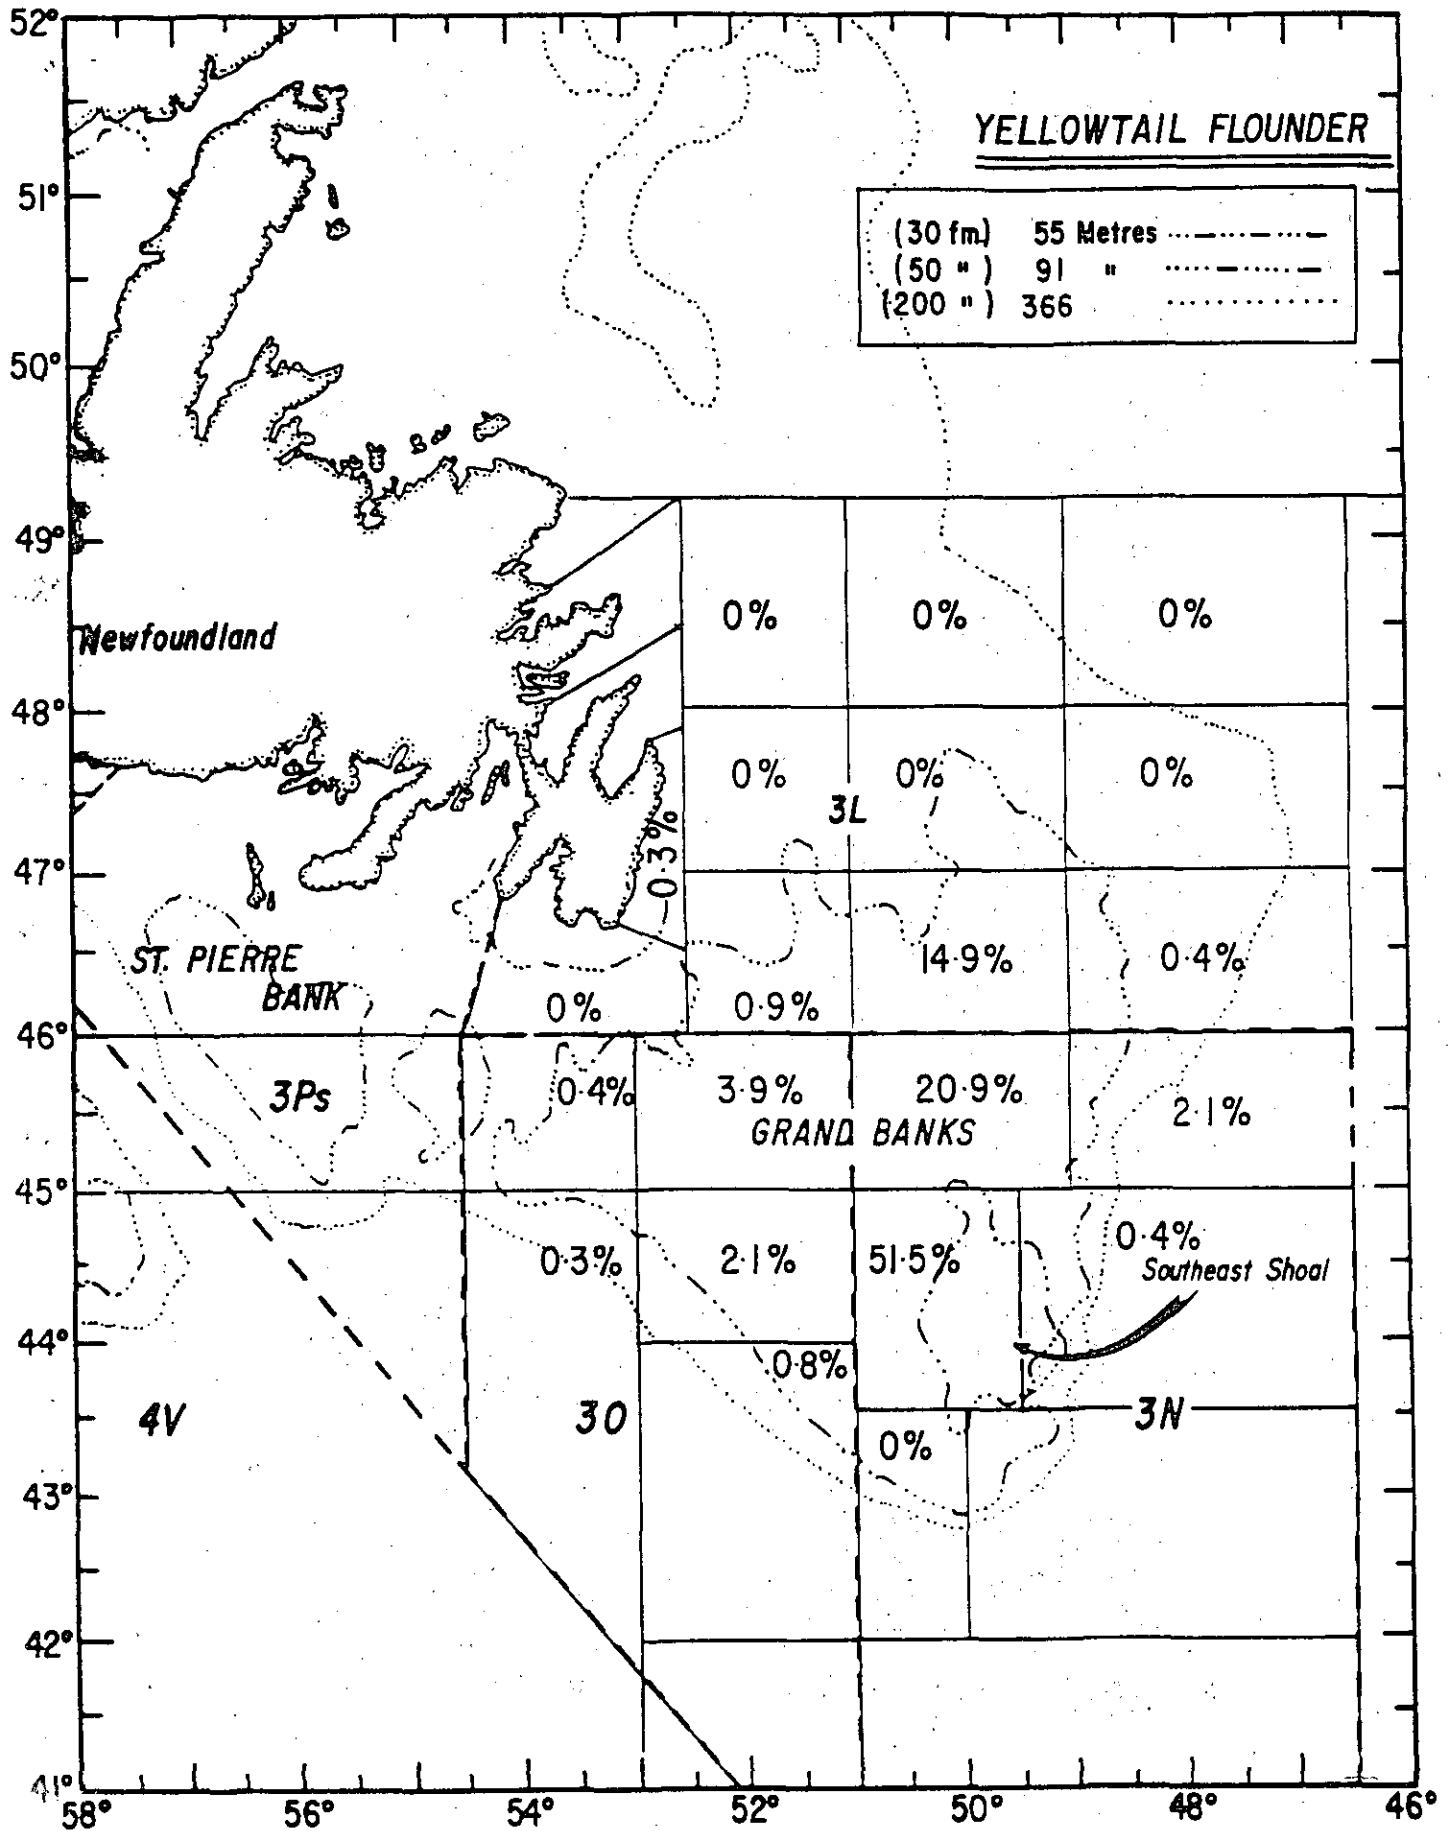 52°
YELLOWTAIL FLOUNDER
51°
(30 fm) 55 Metres
(50 ") 91 "
(200 ") 366
50°
49°
0% 0% 0%
Newfoundland
48°
0% 0% 0%
3L
0.3%
47°
ST. PIERRE
BANK
14.9% 0.4%
0% 0.9%
46°
3Ps
0.4% 3.9% 20.9% 2.1%
GRAND BANKS
45°
0.3% 2.1% 51.5% 0.4%
Southeast Shoal
44°
0.8%
4V 3O 3N
0%
43°
42°
41°
58° 56° 54° 52° 50° 48° 46°